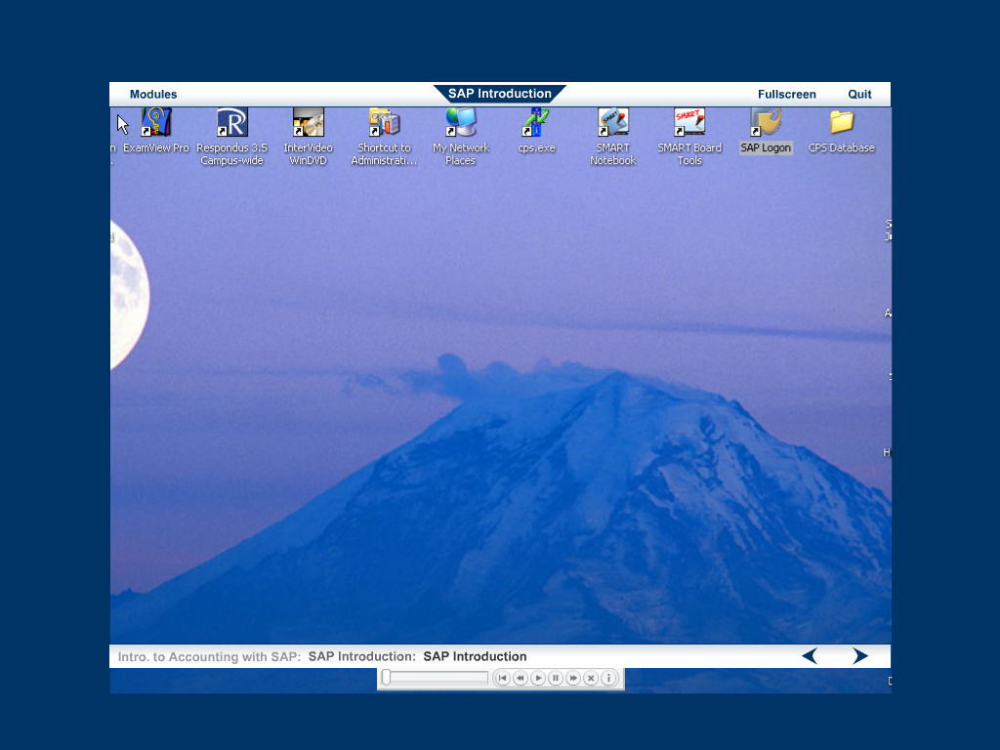 Modules
SAP Introduction
Fullscreen
Quit
ExamView Pro
Respondus 3.5
Campus-wide
InterVideo
WinDVD
Shortcut to
Administrati...
My Network
Places
cps.exe
SMART
Notebook
SMART Board
Tools
SAP Logon
CPS Database
Intro. to Accounting with SAP: SAP Introduction: SAP Introduction